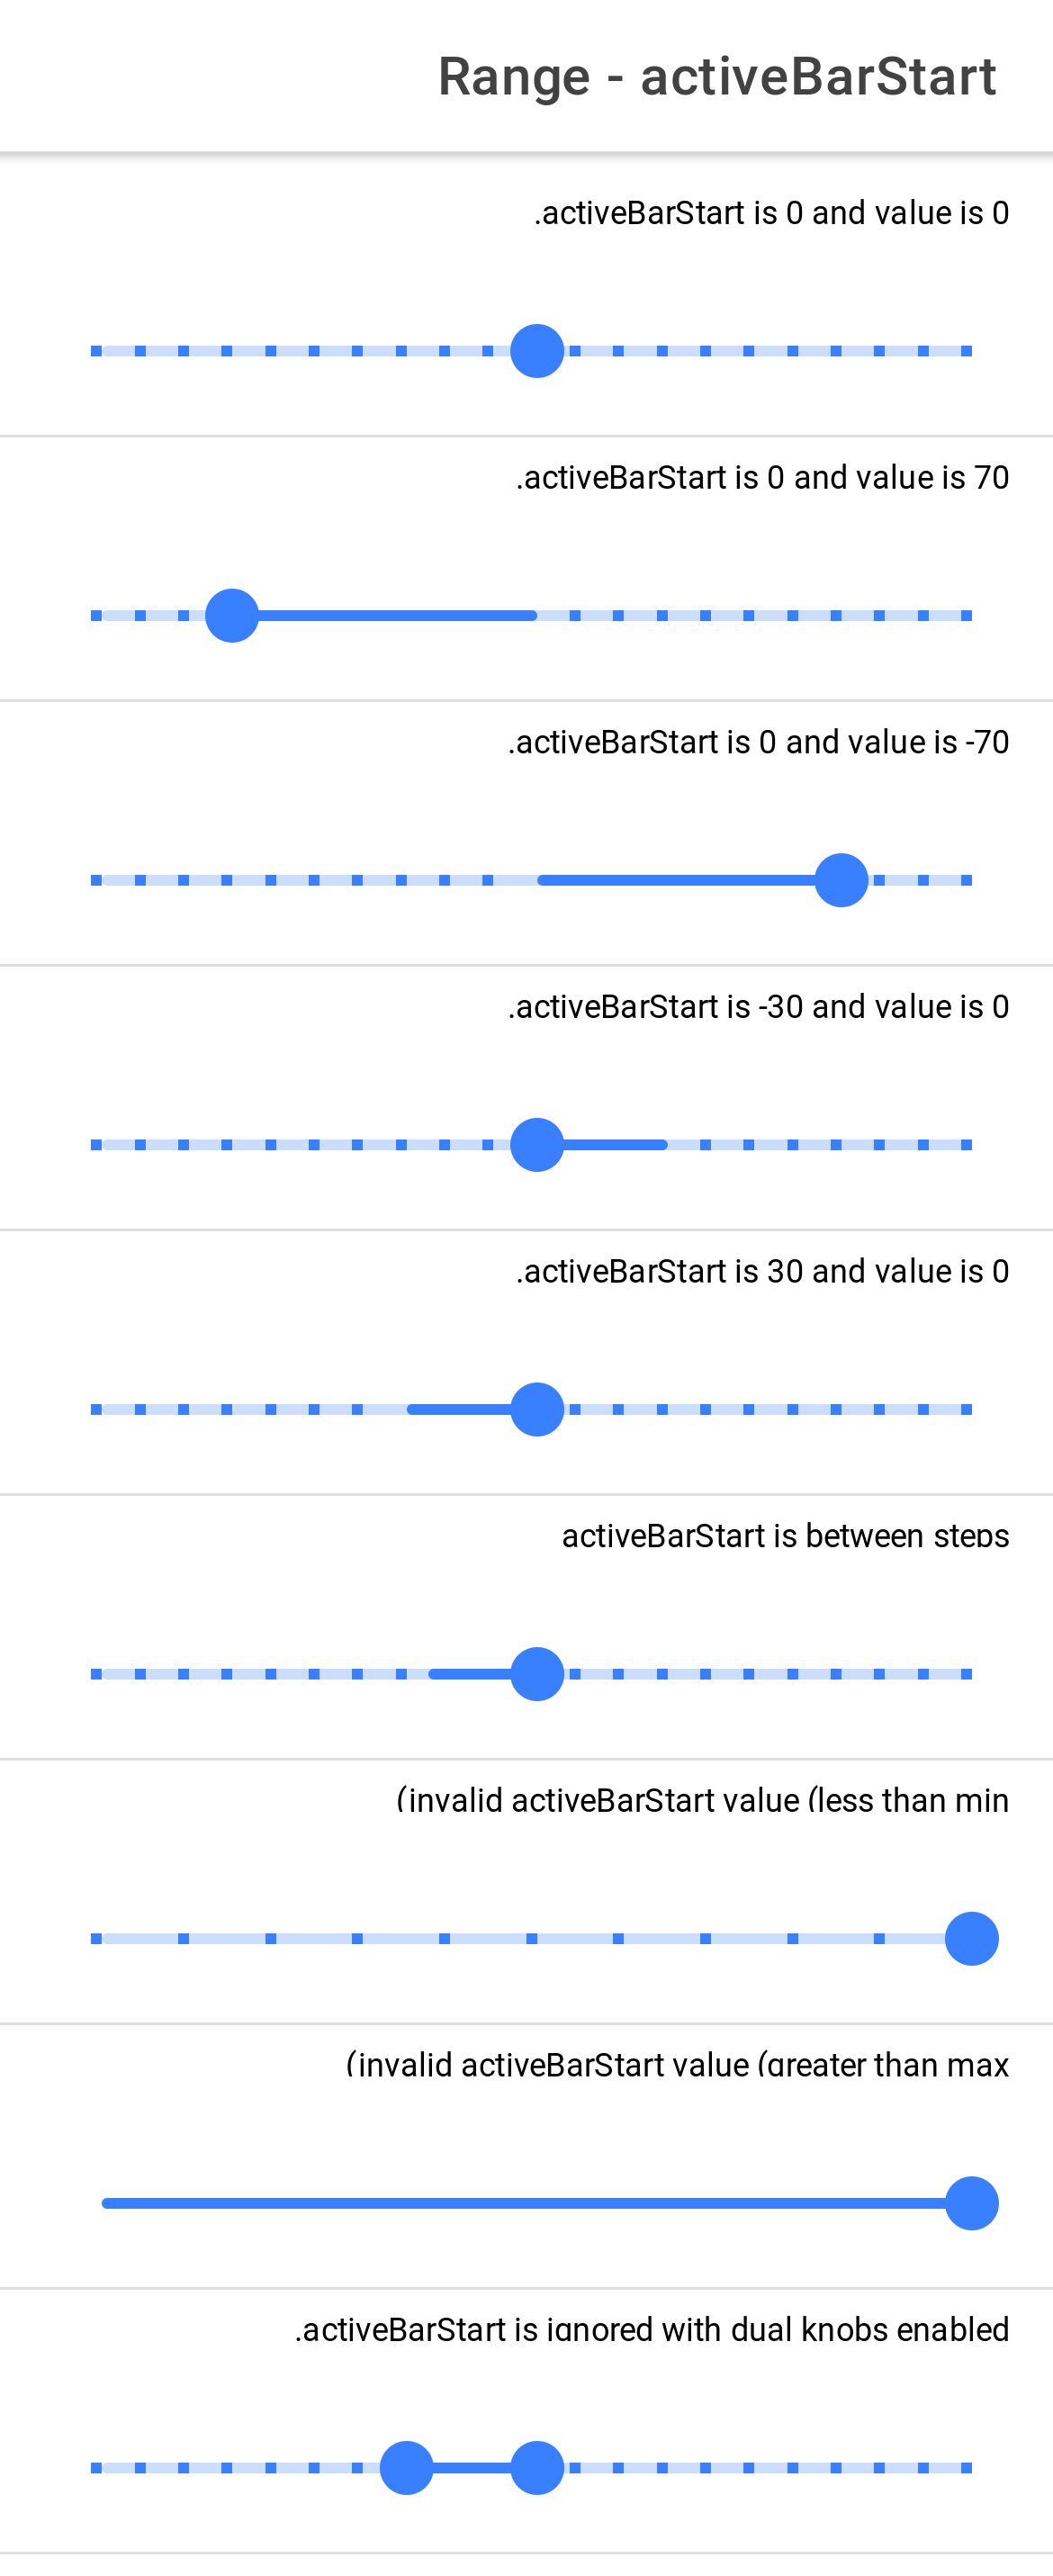 Range - activeBarStart
.activeBarStart is 0 and value is 0
.activeBarStart is 0 and value is 70
.activeBarStart is 0 and value is -70
.activeBarStart is -30 and value is 0
.activeBarStart is 30 and value is 0
activeBarStart is between steps
(invalid activeBarStart value (less than min
(invalid activeBarStart value (greater than max
.activeBarStart is ignored with dual knobs enabled